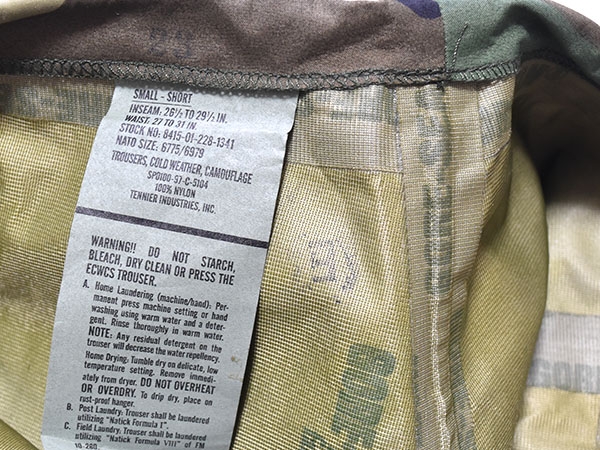 SMALL - SHORT
INSEAM: 26½ TO 29½ IN.
WAIST: 27 TO 31 IN.
STOCK NO: 8415-01-228-1341
NATO SIZE: 6775/6979
TROUSERS, COLD WEATHER, CAMOUFLAGE
SPO100-97-C-5104
100% NYLON
TENNIER INDUSTRIES, INC.
WARNING!! DO NOT STARCH,
BLEACH, DRY CLEAN OR PRESS THE
ECWCS TROUSER.
A. Home Laundering (machine/hand): Per-
manent press machine setting or hand
washing using warm water and a deter-
gent. Rinse thoroughly in warm water.
NOTE: Any residual detergent on the
trouser will decrease the water repellency.
Home Drying: Tumble dry on delicate, low
temperature setting. Remove immedi-
ately from dryer. DO NOT OVERHEAT
OR OVERDRY. To drip dry, place on
rust-proof hanger.
B. Post Laundry: Trouser shall be laundered
utilizing "Natick Formula I".
C. Field Laundry: Trouser shall be laundered
utilizing "Natick Formula VIII" of FM
10-280